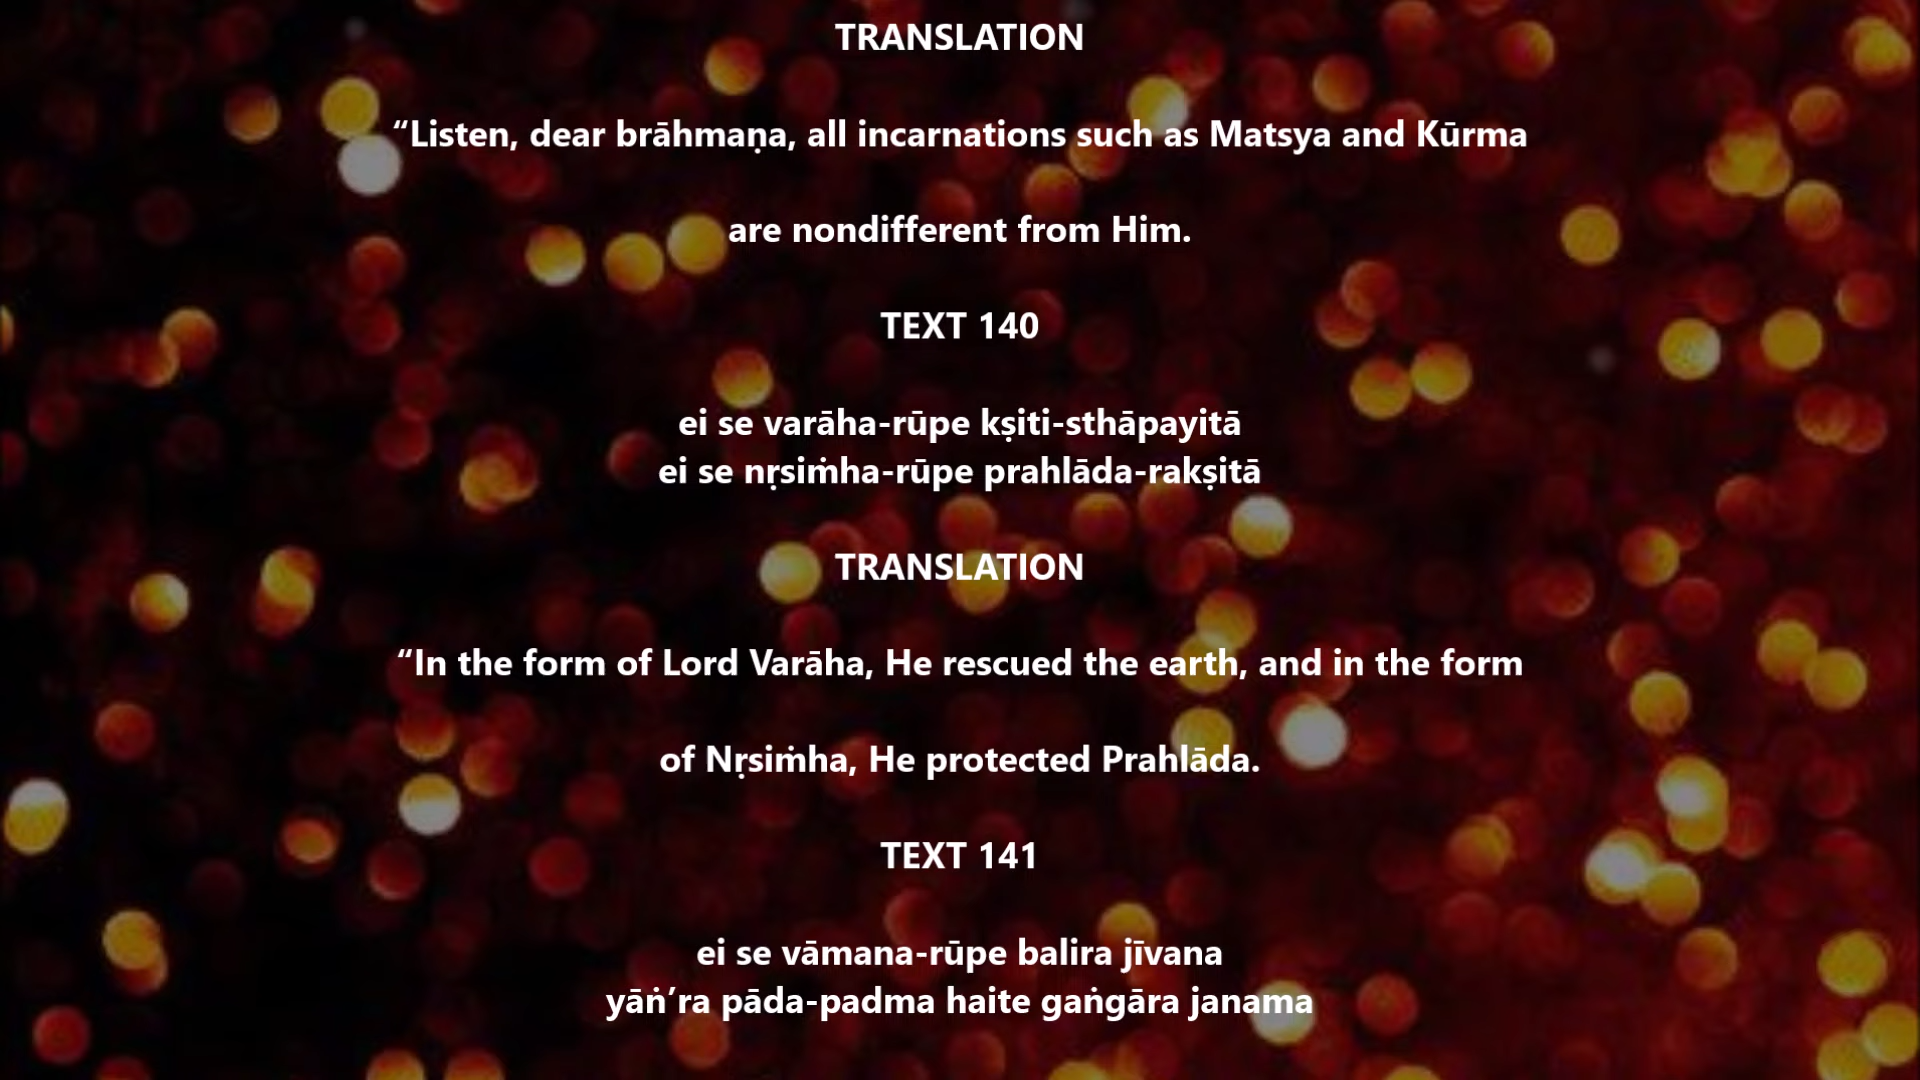 TRANSLATION
“Listen, dear brāhmaṇa, all incarnations such as Matsya and Kūrma
are nondifferent from Him.
TEXT 140
ei se varāha-rūpe kṣiti-sthāpayitā
ei se nṛsiṁha-rūpe prahlāda-rakṣitā
TRANSLATION
“In the form of Lord Varāha, He rescued the earth, and in the form
of Nṛsiṁha, He protected Prahlāda.
TEXT 141
ei se vāmana-rūpe balira jīvana
yāṅ’ra pāda-padma haite gaṅgāra janama